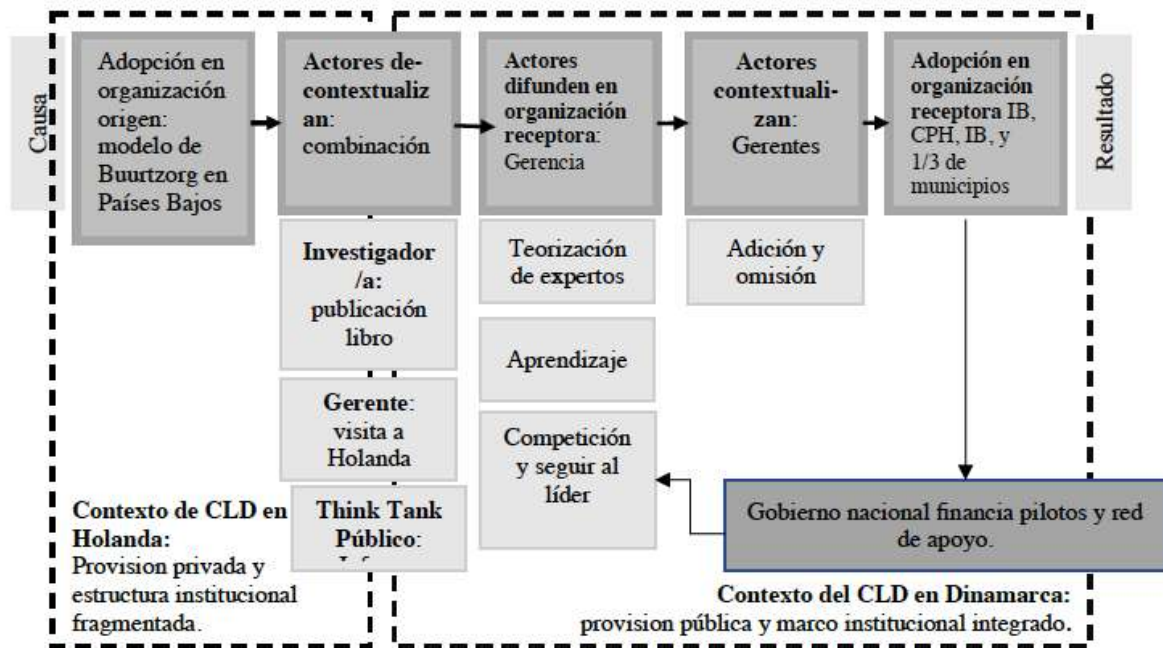 Causa
Adopción en
organización
origen:
modelo de
Buurtzorg en
Países Bajos
Actores de-
contextualiz
an:
combinación
Actores
difunden en
organización
receptora:
Gerencia
Actores
contextuali-
zan:
Gerentes
Adopción en
organización
receptora IB,
CPH, IB, y
1/3 de
municipios
Resultado
Investigador
/a:
publicación
libro
Gerente:
visita a
Holanda
Think Tank
Público:
Teorización
de expertos
Aprendizaje
Competición
y seguir al
líder
Adición y
omisión
Gobierno nacional financia pilotos y red
de apoyo.
Contexto de CLD en
Holanda:
Provision privada y
estructura institucional
fragmentada.
Contexto del CLD en Dinamarca:
provision pública y marco institucional integrado.